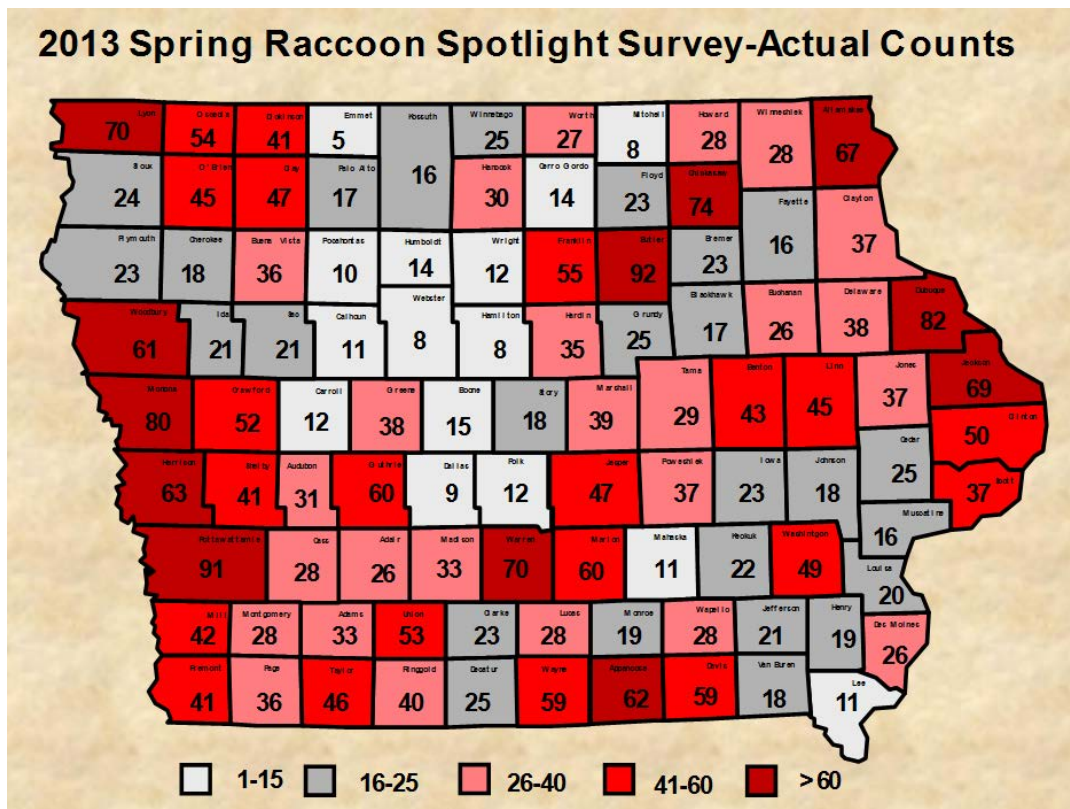 2013 Spring Raccoon Spotlight Survey-Actual Counts
Lyon Osceola Dickinson Emmet Kossuth Winnebago Worth Mitchell Howard Winneshiek Allamakee
70 54 41 5 16 25 27 8 28 28 67
Sioux O'Brien Clay Palo Alto Hancock Cerro Gordo Floyd Chickasaw Fayette Clayton
24 45 47 17 30 14 23 74 16 37
Plymouth Cherokee Buena Vista Pocahontas Humboldt Wright Franklin Butler Bremer
23 18 36 10 14 12 55 92 23
Woodbury Ida Sac Calhoun Webster Hamilton Hardin Grundy Blackhawk Buchanan Delaware Dubuque
61 21 21 11 8 8 35 25 17 26 38 82
Monona Crawford Carroll Greene Boone Story Marshall Tama Benton Linn Jones Jackson
80 52 12 38 15 18 39 29 43 45 37 69
Clinton
50
Harrison Shelby Audubon Guthrie Dallas Polk Jasper Poweshiek Iowa Johnson Cedar Scott
63 41 31 60 9 12 47 37 23 18 25 37
Pottawattamie Cass Adair Madison Warren Marion Mahaska Keokuk Washington Muscatine
91 28 26 33 70 60 11 22 49 16
Louisa
20
Mill Montgomery Adams Union Clarke Lucas Monroe Wapello Jefferson Henry Des Moines
42 28 33 53 23 28 19 28 21 19 26
Fremont Page Taylor Ringgold Decatur Wayne Appanoose Davis Van Buren Lee
41 36 46 40 25 59 62 59 18 11
1-15 16-25 26-40 41-60 >60